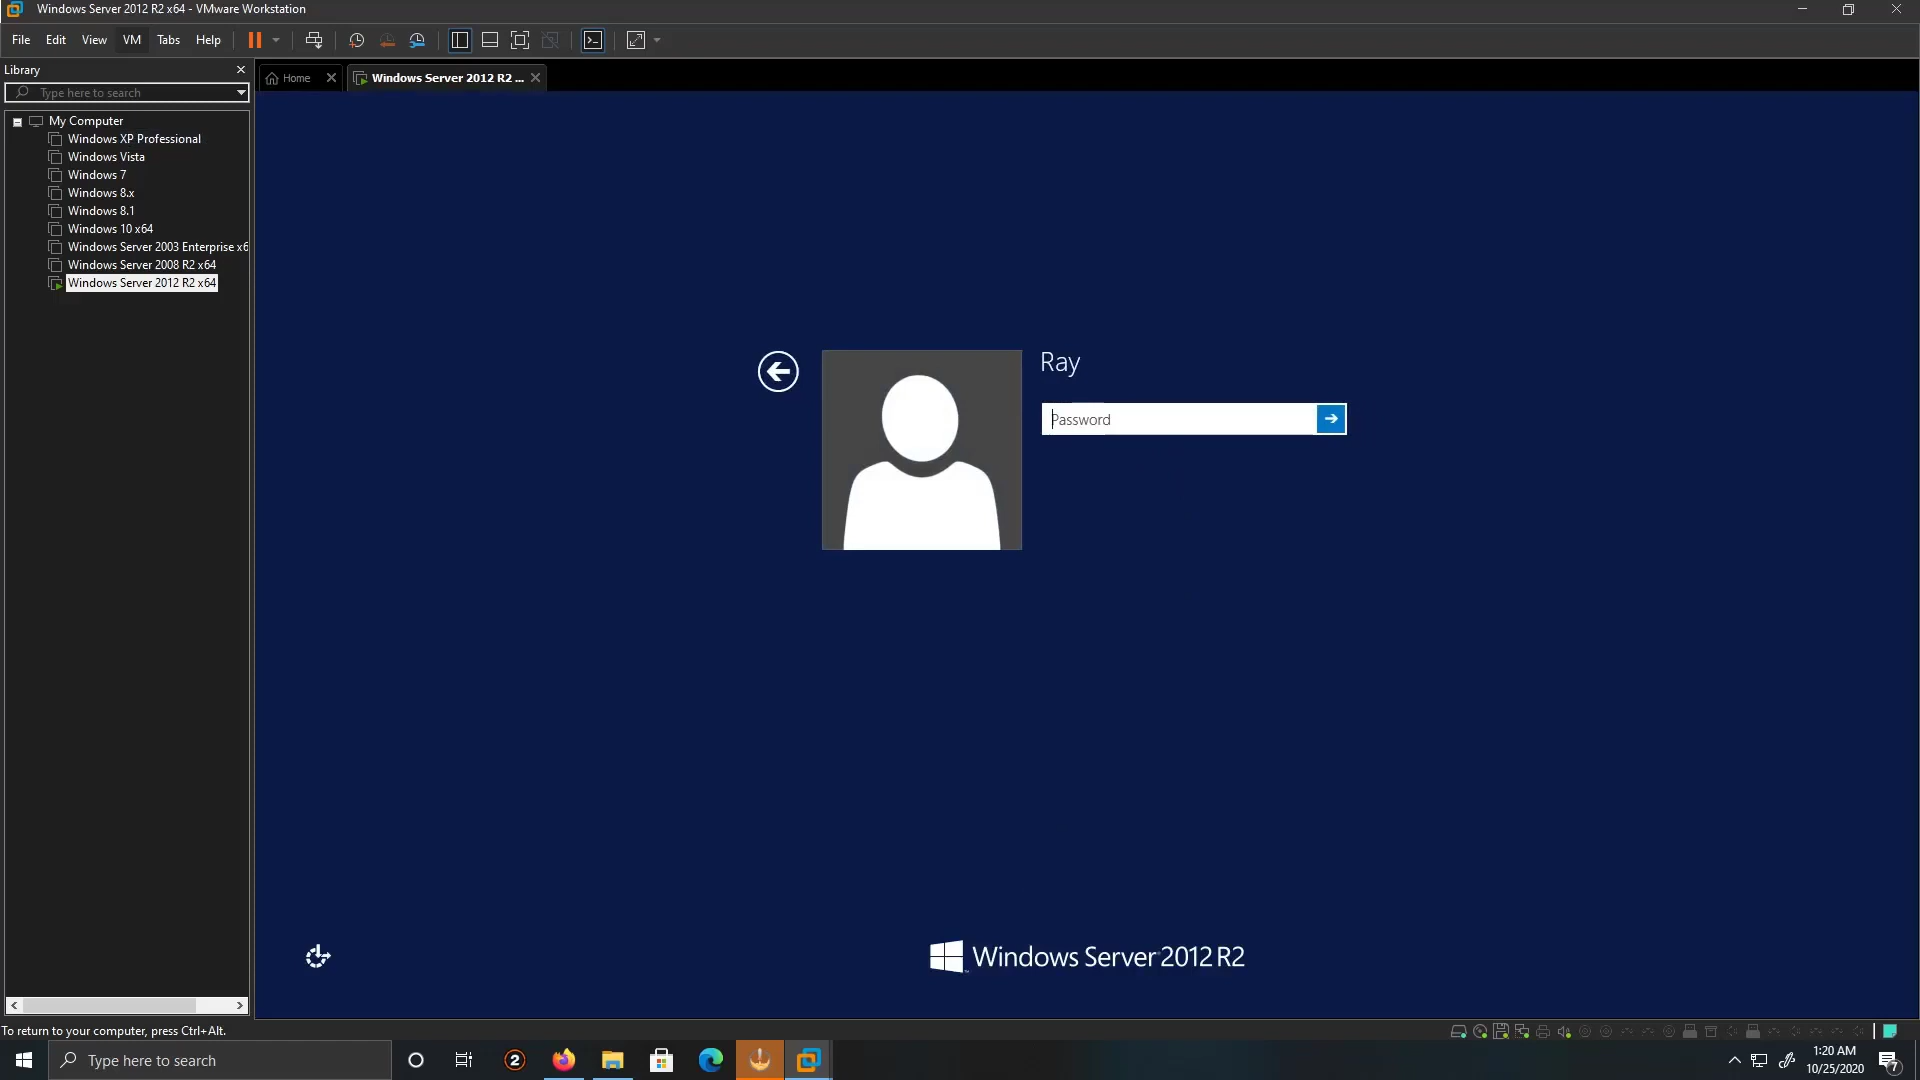 Windows Server 2012 R2 x64 - VMware Workstation
File Edit View VM Tabs Help
Library
Type here to search
Home
Windows Server 2012 R2 ...
My Computer
Windows XP Professional
Windows Vista
Windows 7
Windows 8.x
Windows 8.1
Windows 10 x64
Windows Server 2003 Enterprise x6
Windows Server 2008 R2 x64
Windows Server 2012 R2 x64
Ray
Password
Windows Server 2012 R2
To return to your computer, press Ctrl+Alt.
Type here to search
2
1:20 AM
10/25/2020
7